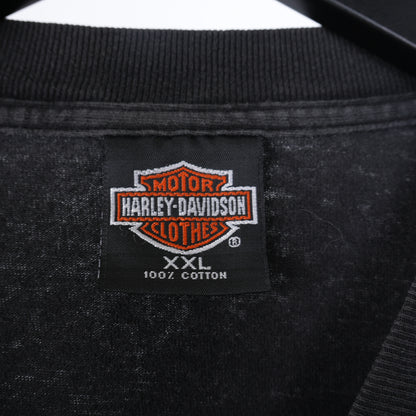 MOTOR
HARLEY-DAVIDSON
CLOTHES
XXL
100% COTTON